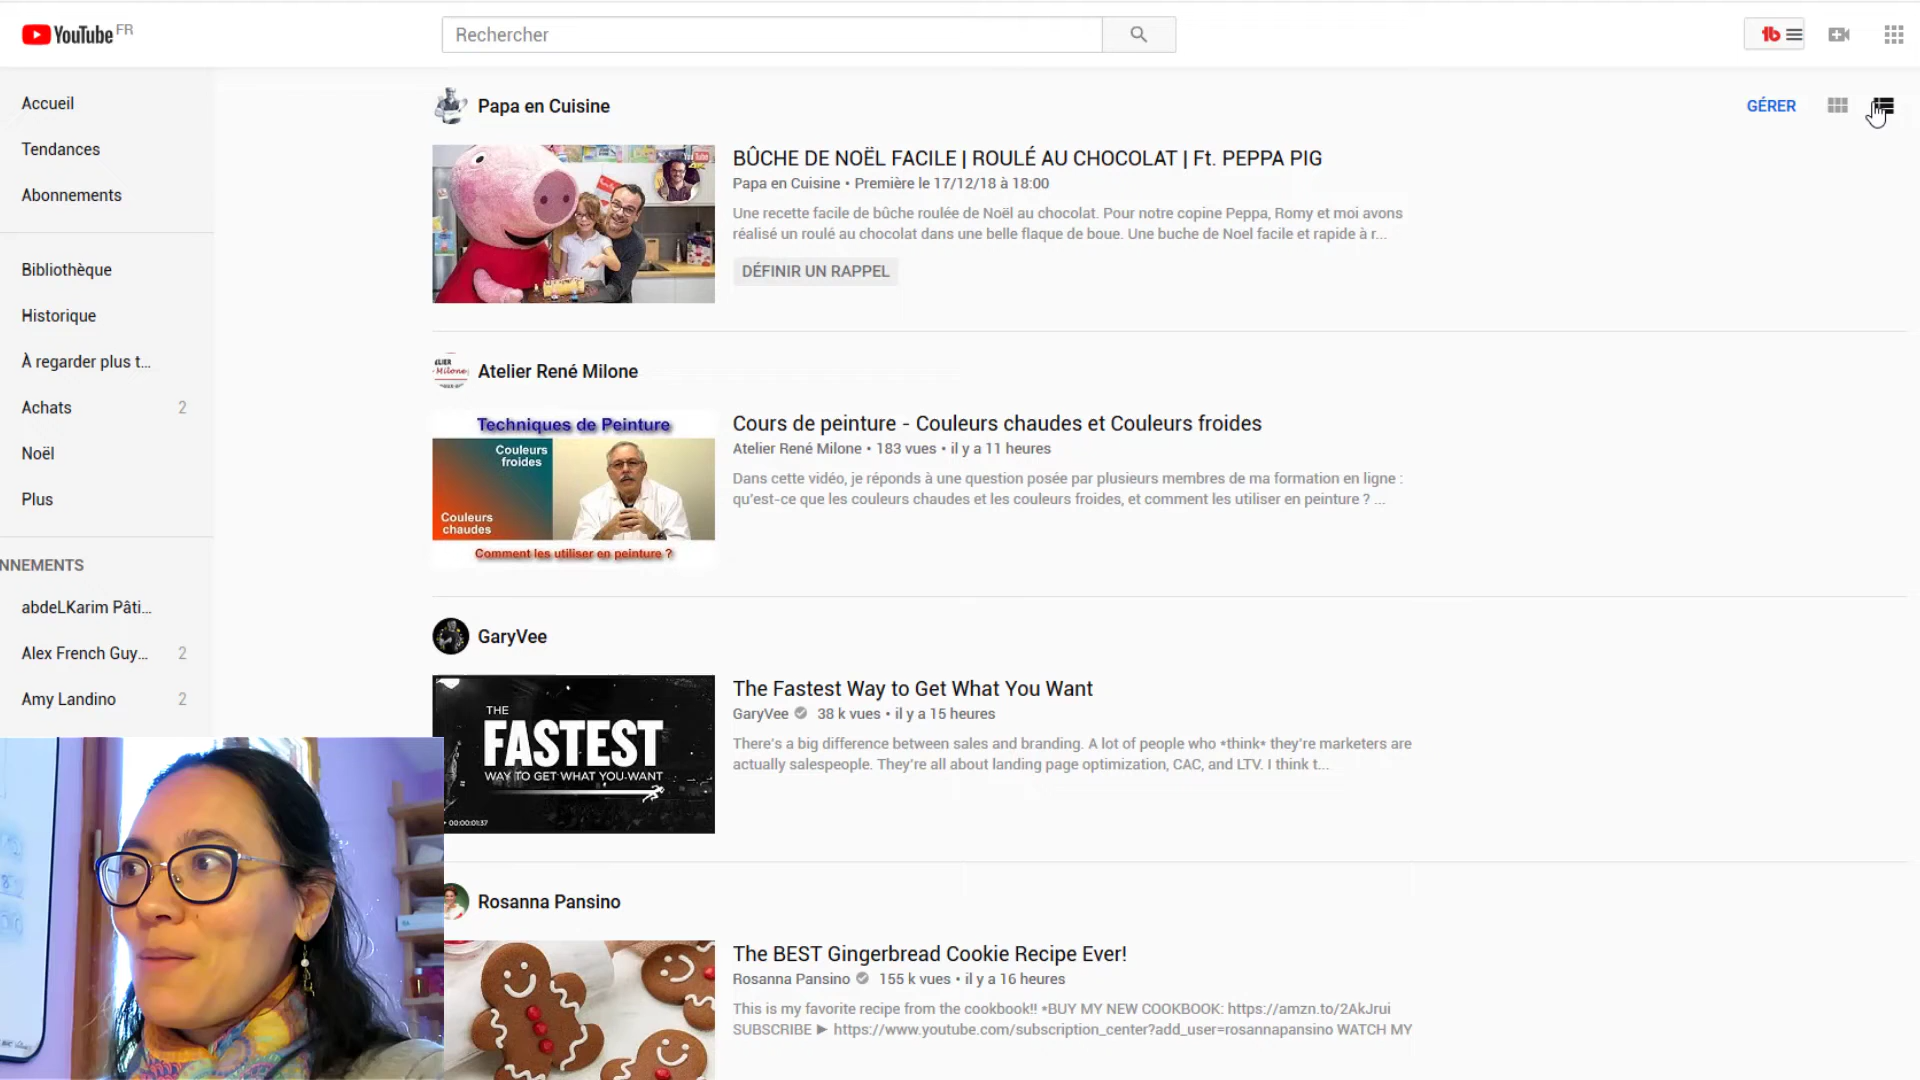 YouTube FR
Rechercher
Accueil
Tendances
Abonnements
Bibliothèque
Historique
À regarder plus t...
Achats 2
Noël
Plus
NNEMENTS
abdeLKarim Pâti...
Alex French Guy... 2
Amy Landino 2
GÉRER
Papa en Cuisine
BÛCHE DE NOËL FACILE | ROULÉ AU CHOCOLAT | Ft. PEPPA PIG
Papa en Cuisine • Première le 17/12/18 à 18:00
Une recette facile de bûche roulée de Noël au chocolat. Pour notre copine Peppa, Romy et moi avons
réalisé un roulé au chocolat dans une belle flaque de boue. Une buche de Noel facile et rapide à r...
DÉFINIR UN RAPPEL
Atelier René Milone
Techniques de Peinture
Couleurs
froides
Couleurs
chaudes
Comment les utiliser en peinture ?
Cours de peinture - Couleurs chaudes et Couleurs froides
Atelier René Milone • 183 vues • il y a 11 heures
Dans cette vidéo, je réponds à une question posée par plusieurs membres de ma formation en ligne :
qu'est-ce que les couleurs chaudes et les couleurs froides, et comment les utiliser en peinture ? ...
GaryVee
THE
FASTEST
WAY TO GET WHAT YOU WANT
00:00:01:37
The Fastest Way to Get What You Want
GaryVee 38 k vues • il y a 15 heures
There's a big difference between sales and branding. A lot of people who *think* they're marketers are
actually salespeople. They're all about landing page optimization, CAC, and LTV. I think t...
Rosanna Pansino
The BEST Gingerbread Cookie Recipe Ever!
Rosanna Pansino 155 k vues • il y a 16 heures
This is my favorite recipe from the cookbook!! *BUY MY NEW COOKBOOK: https://amzn.to/2AkJrui
SUBSCRIBE ► https://www.youtube.com/subscription_center?add_user=rosannapansino WATCH MY